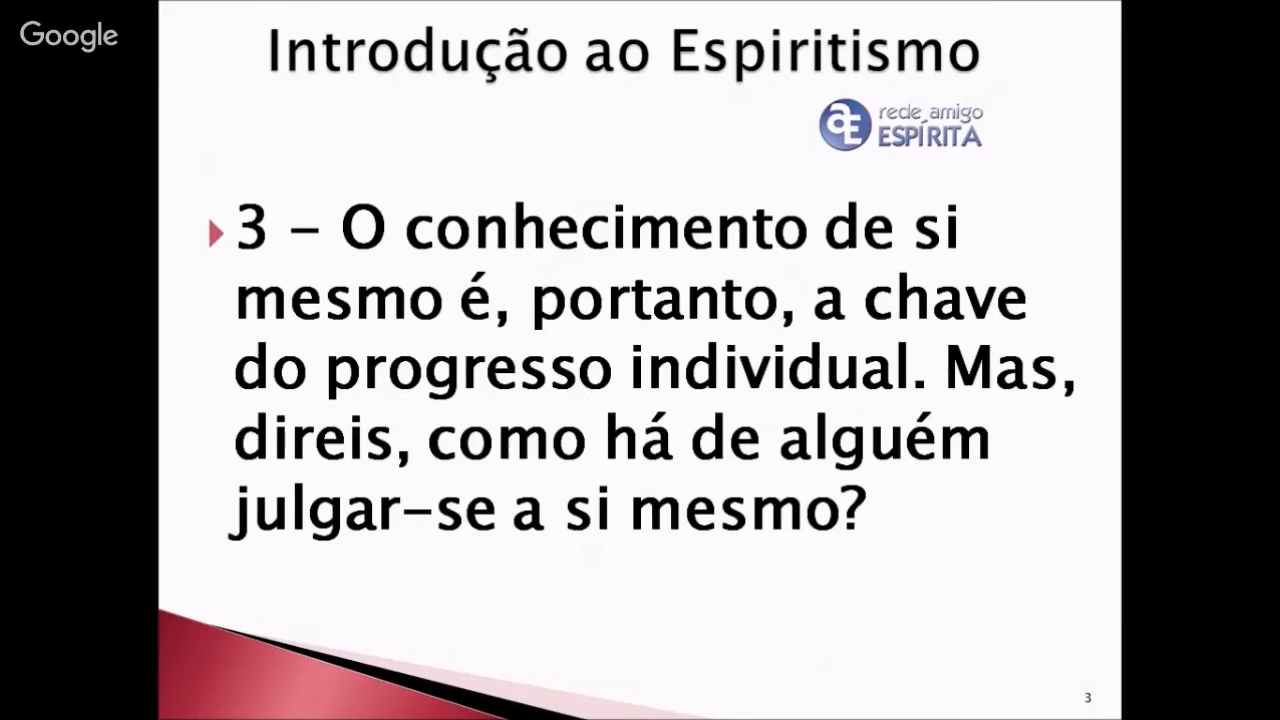 Google
Introdução ao Espiritismo
rede amigo
ESPÍRITA
3 - O conhecimento de si
mesmo é, portanto, a chave
do progresso individual. Mas,
direis, como há de alguém
julgar-se a si mesmo?
3